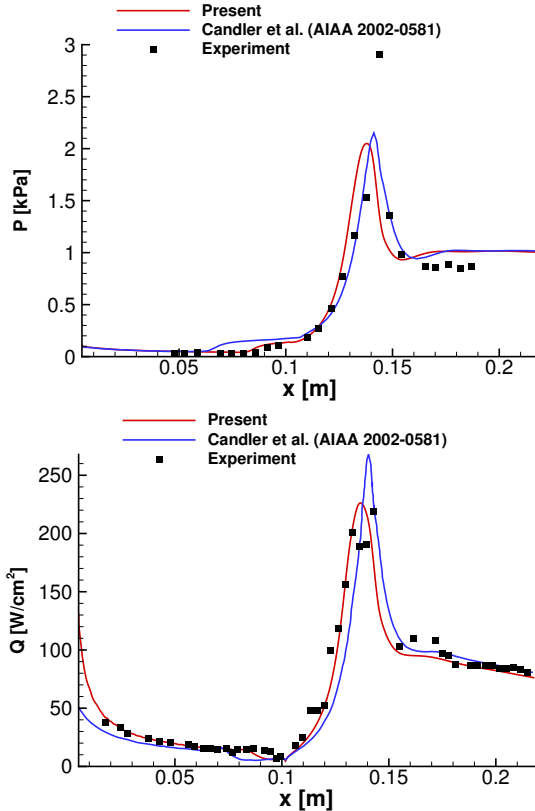 Present
Candler et al. (AIAA 2002-0581)
Experiment
3
2.5
2
1.5
1
0.5
0
P [kPa]
0.05
0.1
0.15
0.2
x [m]
Present
Candler et al. (AIAA 2002-0581)
Experiment
250
200
150
100
50
0
Q [W/cm²]
0.05
0.1
0.15
0.2
x [m]